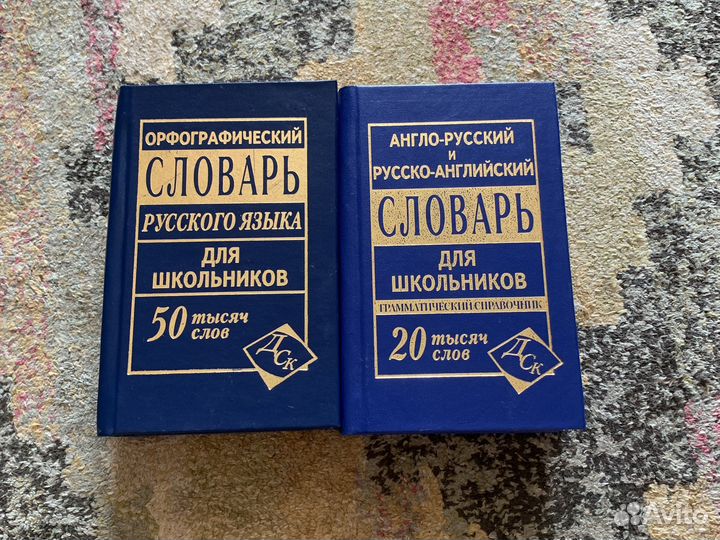 ОРФОГРАФИЧЕСКИЙ
СЛОВАРЬ
РУССКОГО ЯЗЫКА
ДЛЯ
ШКОЛЬНИКОВ
50 тысяч
слов
ДСК
АНГЛО-РУССКИЙ
и
РУССКО-АНГЛИЙСКИЙ
СЛОВАРЬ
ДЛЯ
ШКОЛЬНИКОВ
ГРАММАТИЧЕСКИЙ СПРАВОЧНИК
20 тысяч
слов
ДСК
Avito